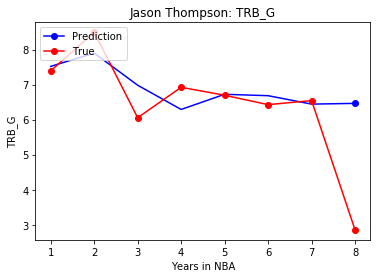 Jason Thompson: TRB_G
Prediction
True
8
7
6
5
4
3
TRB_G
1 2 3 4 5 6 7 8
Years in NBA